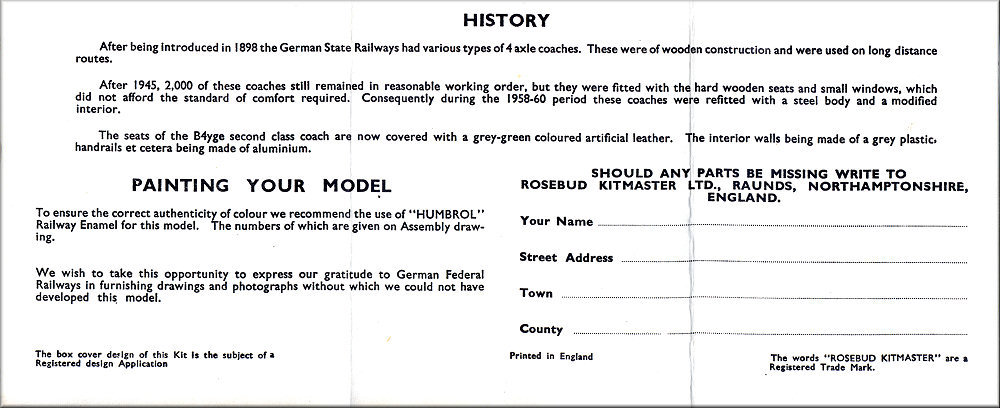 HISTORY
After being introduced in 1898 the German State Railways had various types of 4 axle coaches. These were of wooden construction and were used on long distance
routes.
After 1945, 2,000 of these coaches still remained in reasonable working order, but they were fitted with the hard wooden seats and small windows, which
did not afford the standard of comfort required. Consequently during the 1958-60 period these coaches were refitted with a steel body and a modified
interior.
The seats of the B4yge second class coach are now covered with a grey-green coloured artificial leather. The interior walls being made of a grey plastic,
handrails et cetera being made of aluminium.
PAINTING YOUR MODEL
To ensure the correct authenticity of colour we recommend the use of "HUMBROL"
Railway Enamel for this model. The numbers of which are given on Assembly draw-
ing.
We wish to take this opportunity to express our gratitude to German Federal
Railways in furnishing drawings and photographs without which we could not have
developed this model.
The box cover design of this Kit is the subject of a
Registered design Application
SHOULD ANY PARTS BE MISSING WRITE TO
ROSEBUD KITMASTER LTD., RAUNDS, NORTHAMPTONSHIRE,
ENGLAND.
Your Name
Street Address
Town
County
Printed in England
The words "ROSEBUD KITMASTER" are a
Registered Trade Mark.